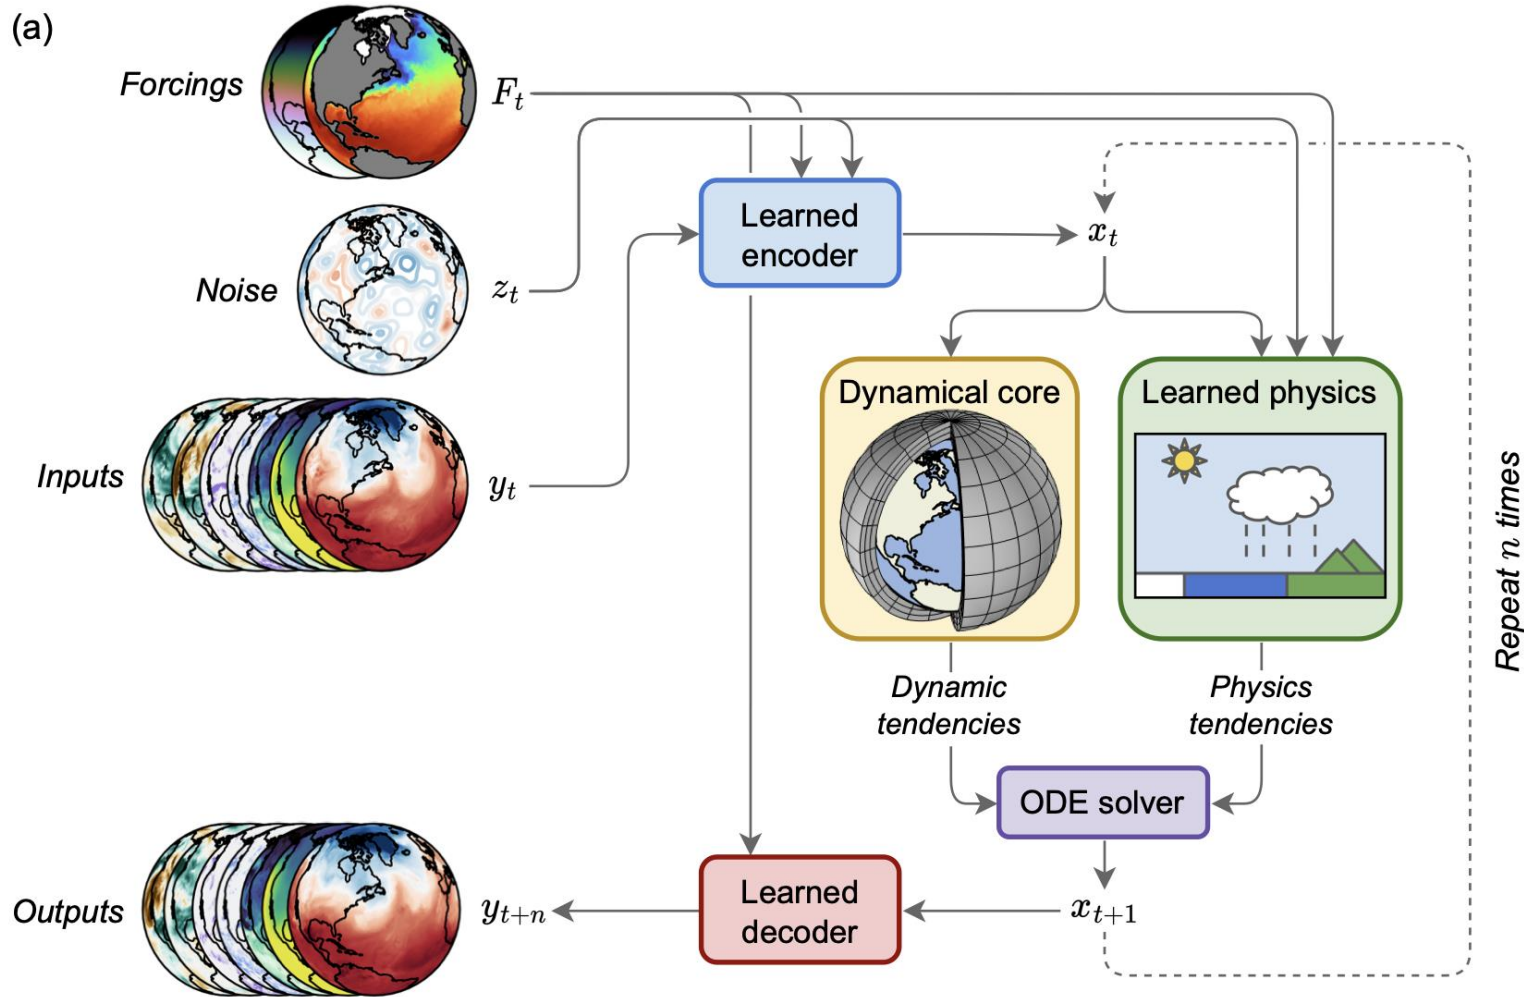 (a)
Forcings
F_t
Noise
z_t
Inputs
y_t
Learned
encoder
x_t
Dynamical core
Learned physics
Dynamic
tendencies
Physics
tendencies
Repeat n times
ODE solver
Outputs
y_{t+n}
Learned
decoder
x_{t+1}